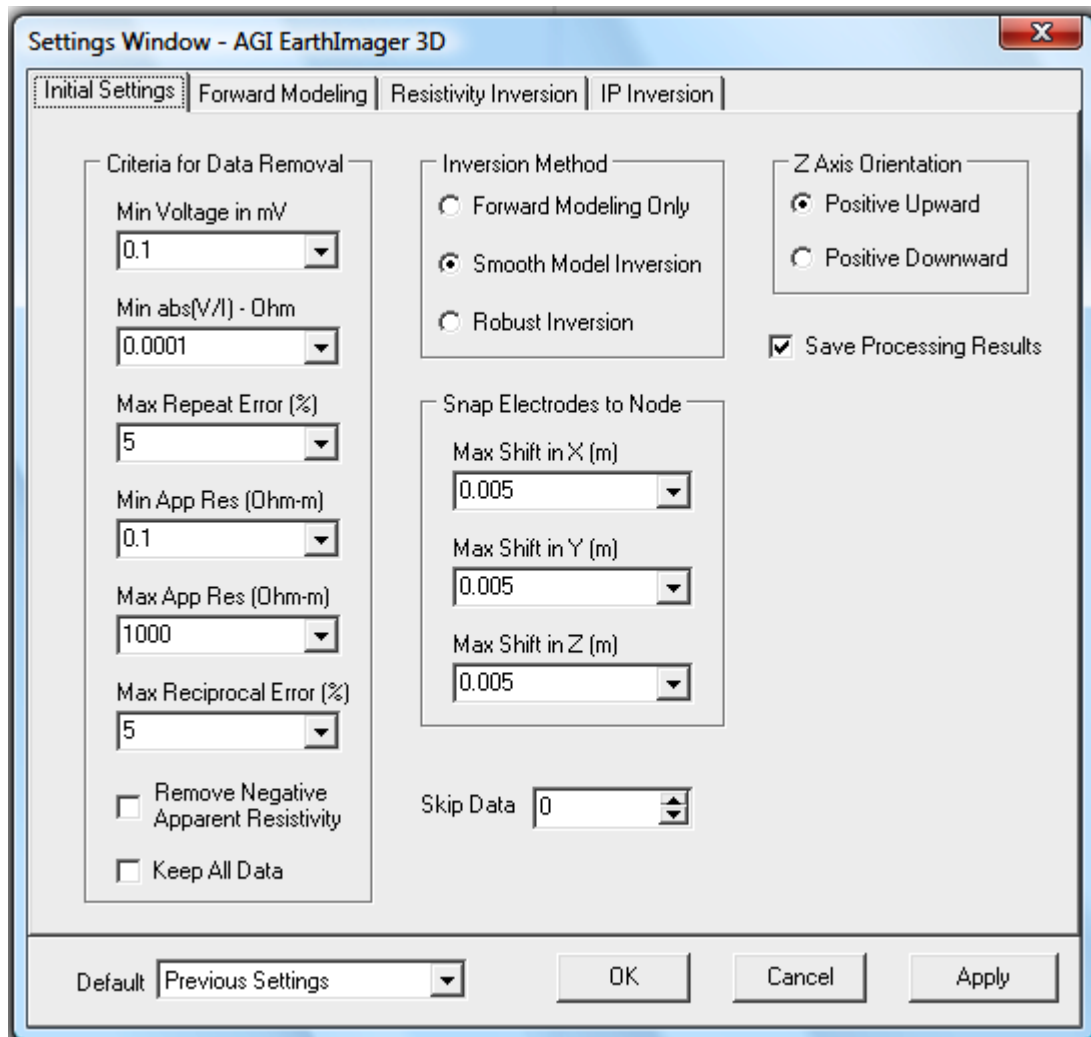 Settings Window - AGI EarthImager 3D
Initial Settings
Forward Modeling
Resistivity Inversion
IP Inversion
Criteria for Data Removal
Min Voltage in mV
0.1
Min abs(V/I) - Ohm
0.0001
Max Repeat Error (%)
5
Min App Res (Ohm-m)
0.1
Max App Res (Ohm-m)
1000
Max Reciprocal Error (%)
5
Remove Negative
Apparent Resistivity
Keep All Data
Inversion Method
Forward Modeling Only
Smooth Model Inversion
Robust Inversion
Snap Electrodes to Node
Max Shift in X (m)
0.005
Max Shift in Y (m)
0.005
Max Shift in Z (m)
0.005
Skip Data
0
Z Axis Orientation
Positive Upward
Positive Downward
Save Processing Results
Default
Previous Settings
OK
Cancel
Apply